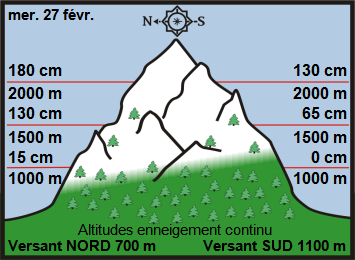 mer. 27 févr.
N S
180 cm 130 cm
2000 m 2000 m
130 cm 65 cm
1500 m 1500 m
15 cm 0 cm
1000 m 1000 m
Altitudes enneigement continu
Versant NORD 700 m Versant SUD 1100 m